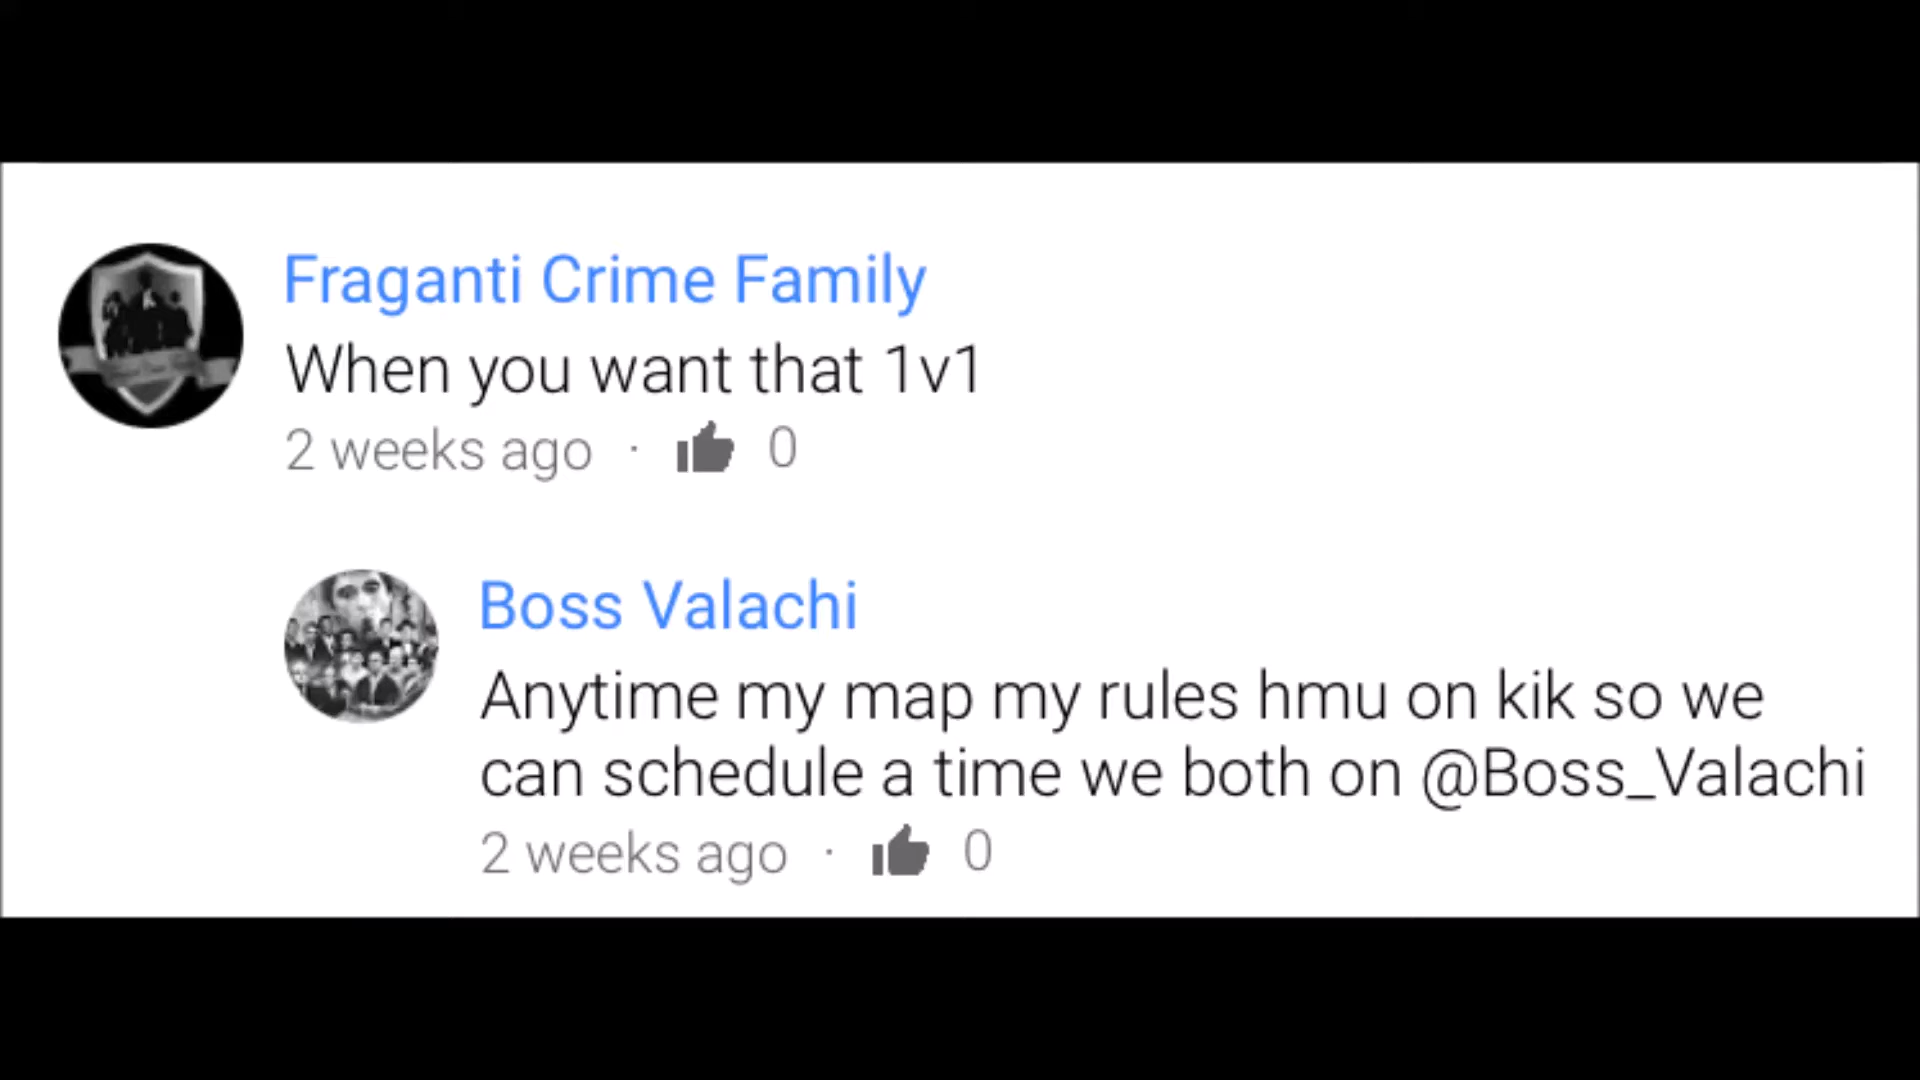 Fraganti Crime Family
When you want that 1v1
2 weeks ago · 0
Boss Valachi
Anytime my map my rules hmu on kik so we
can schedule a time we both on @Boss_Valachi
2 weeks ago · 0